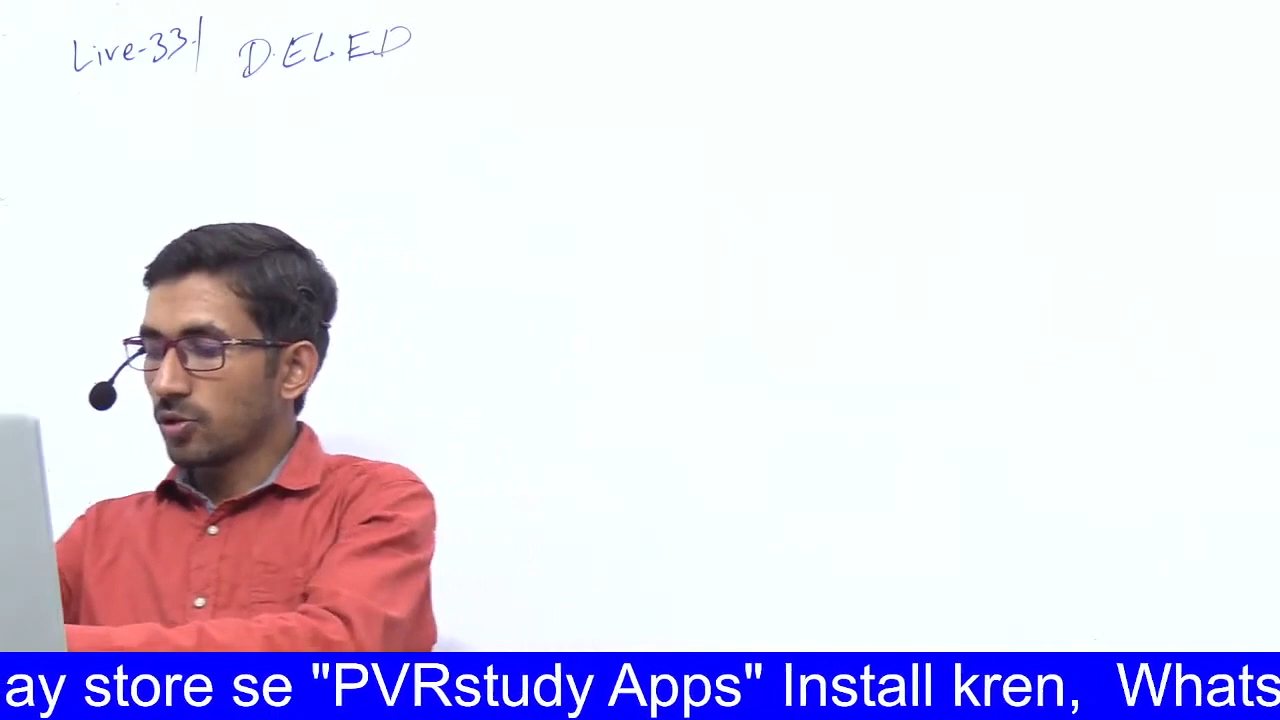 Live-33 | D.EL.ED
ay store se "PVRstudy Apps" Install kren, Whats